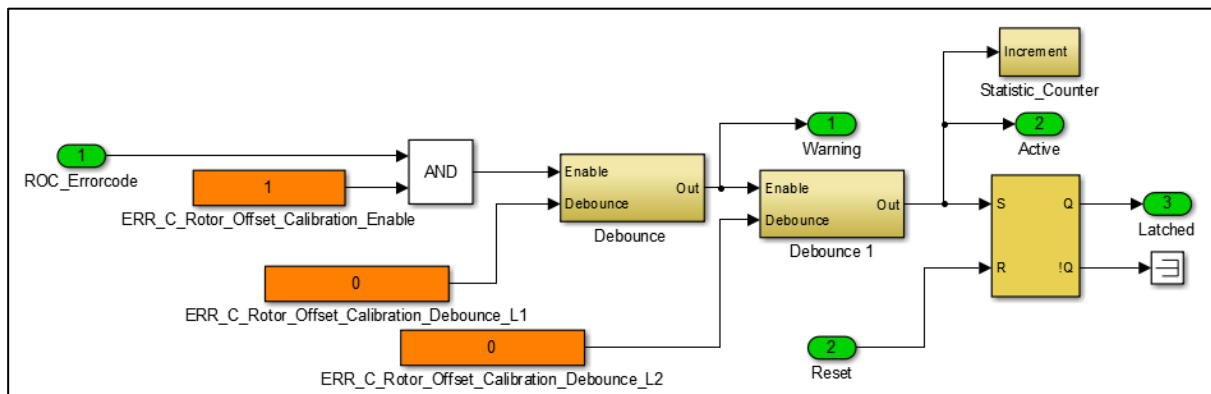 Increment
Statistic_Counter
1
Warning
2
Active
1
ROC_Errorcode
AND
1
ERR_C_Rotor_Offset_Calibration_Enable
Enable
Debounce
Out
Debounce
Enable
Debounce
Out
Debounce 1
S
R
Q
!Q
3
Latched
0
ERR_C_Rotor_Offset_Calibration_Debounce_L1
0
ERR_C_Rotor_Offset_Calibration_Debounce_L2
2
Reset